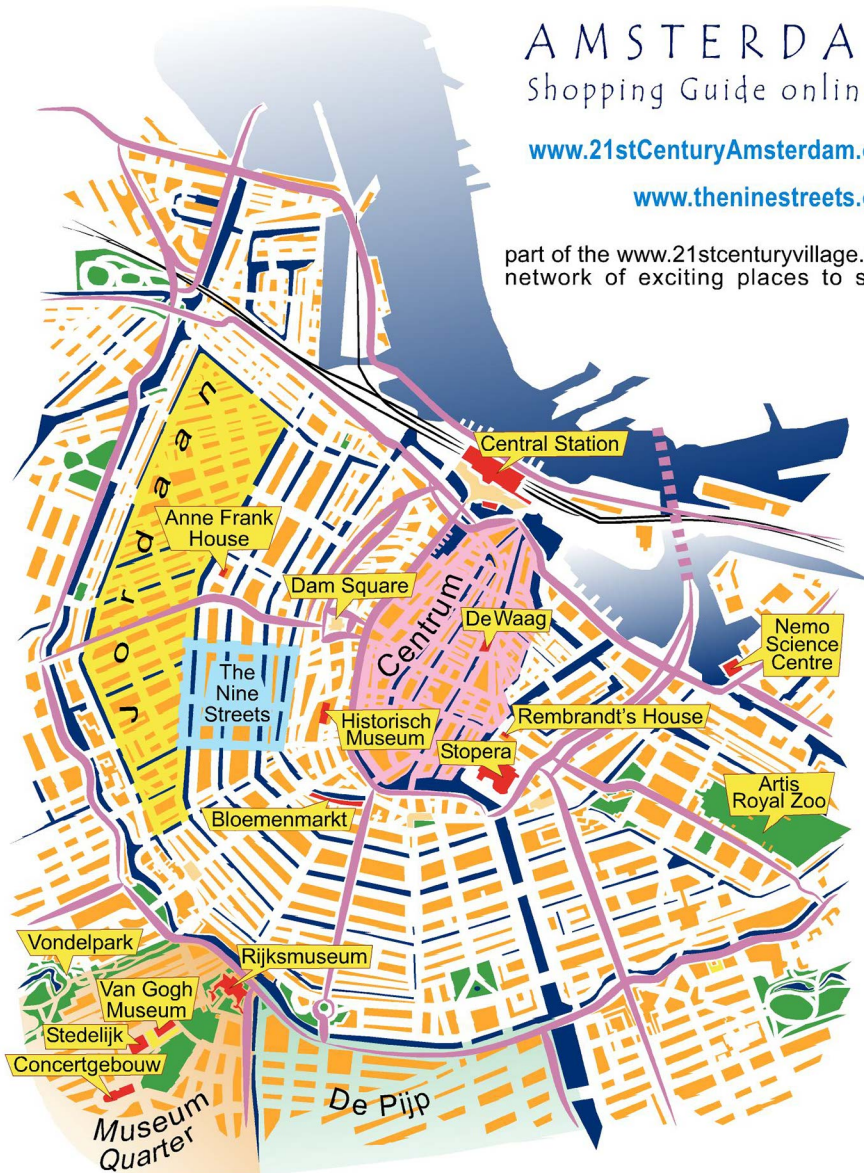 AMSTERDA
Shopping Guide onlin
www.21stCenturyAmsterdam.
www.theninestreets.
part of the www.21stcenturyvillage.
network of exciting places to s
Central Station
Jordaan
Anne Frank
House
Dam Square
Centrum
De Waag
Nemo
Science
Centre
The
Nine
Streets
Historisch
Museum
Rembrandt's House
Stopera
Artis
Royal Zoo
Bloemenmarkt
Vondelpark
Rijksmuseum
Van Gogh
Museum
Stedelijk
Concertgebouw
De Pijp
Museum
Quarter